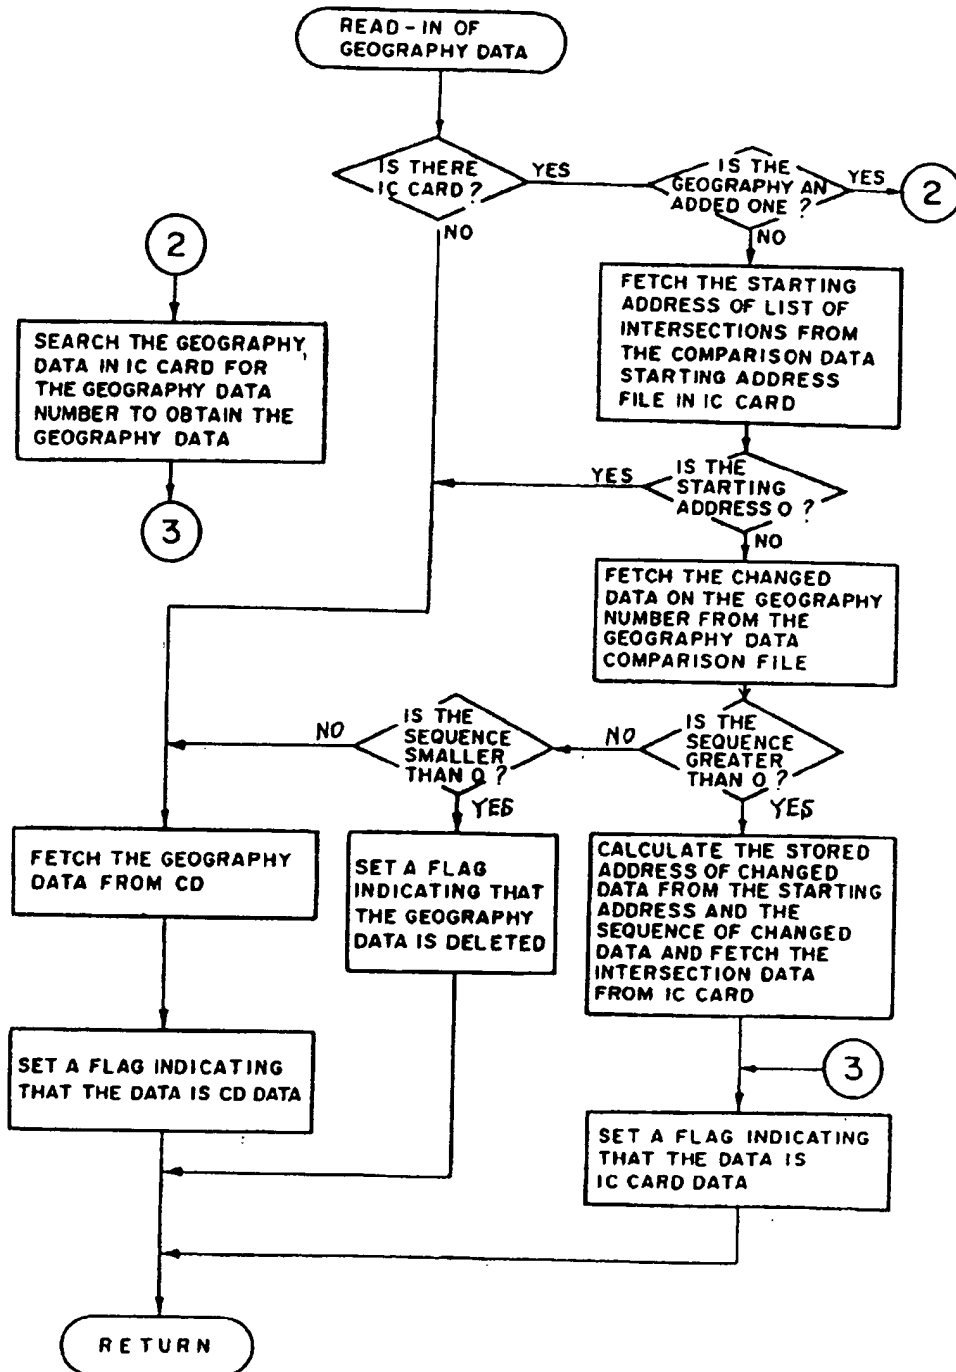 READ-IN OF
GEOGRAPHY DATA
IS THERE
IC CARD?
YES
NO
IS THE
GEOGRAPHY AN
ADDED ONE?
YES
2
NO
2
SEARCH THE GEOGRAPHY
DATA IN IC CARD FOR
THE GEOGRAPHY DATA
NUMBER TO OBTAIN THE
GEOGRAPHY DATA
3
FETCH THE STARTING
ADDRESS OF LIST OF
INTERSECTIONS FROM
THE COMPARISON DATA
STARTING ADDRESS
FILE IN IC CARD
YES
IS THE
STARTING
ADDRESS 0?
NO
FETCH THE CHANGED
DATA ON THE GEOGRAPHY
NUMBER FROM THE
GEOGRAPHY DATA
COMPARISON FILE
NO
IS THE
SEQUENCE
SMALLER
THAN 0?
YES
NO
IS THE
SEQUENCE
GREATER
THAN 0?
YES
FETCH THE GEOGRAPHY
DATA FROM CD
SET A FLAG
INDICATING THAT
THE GEOGRAPHY
DATA IS DELETED
CALCULATE THE STORED
ADDRESS OF CHANGED
DATA FROM THE STARTING
ADDRESS AND THE
SEQUENCE OF CHANGED
DATA AND FETCH THE
INTERSECTION DATA
FROM IC CARD
SET A FLAG INDICATING
THAT THE DATA IS CD DATA
3
SET A FLAG INDICATING
THAT THE DATA IS
IC CARD DATA
RETURN